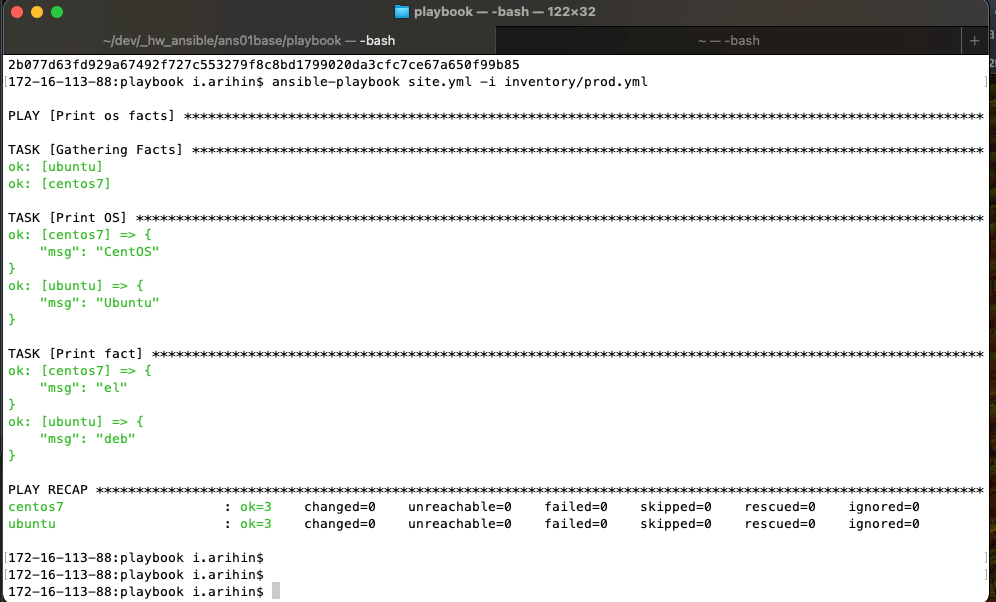 playbook — -bash — 122×32
~/dev/_hw_ansible/ans01base/playbook — -bash
~ — -bash
+
2b077d63fd929a67492f727c553279f8c8bd1799020da3cfc7ce67a650f99b85
[172-16-113-88:playbook i.arihin$ ansible-playbook site.yml -i inventory/prod.yml ]
PLAY [Print os facts] ****************************************************************************************************
TASK [Gathering Facts] ***************************************************************************************************
ok: [ubuntu]
ok: [centos7]
TASK [Print OS] **********************************************************************************************************
ok: [centos7] => {
    "msg": "CentOS"
}
ok: [ubuntu] => {
    "msg": "Ubuntu"
}
TASK [Print fact] ********************************************************************************************************
ok: [centos7] => {
    "msg": "el"
}
ok: [ubuntu] => {
    "msg": "deb"
}
PLAY RECAP ***************************************************************************************************************
centos7                    : ok=3    changed=0    unreachable=0    failed=0    skipped=0    rescued=0    ignored=0
ubuntu                     : ok=3    changed=0    unreachable=0    failed=0    skipped=0    rescued=0    ignored=0
[172-16-113-88:playbook i.arihin$ ]
[172-16-113-88:playbook i.arihin$ ]
172-16-113-88:playbook i.arihin$